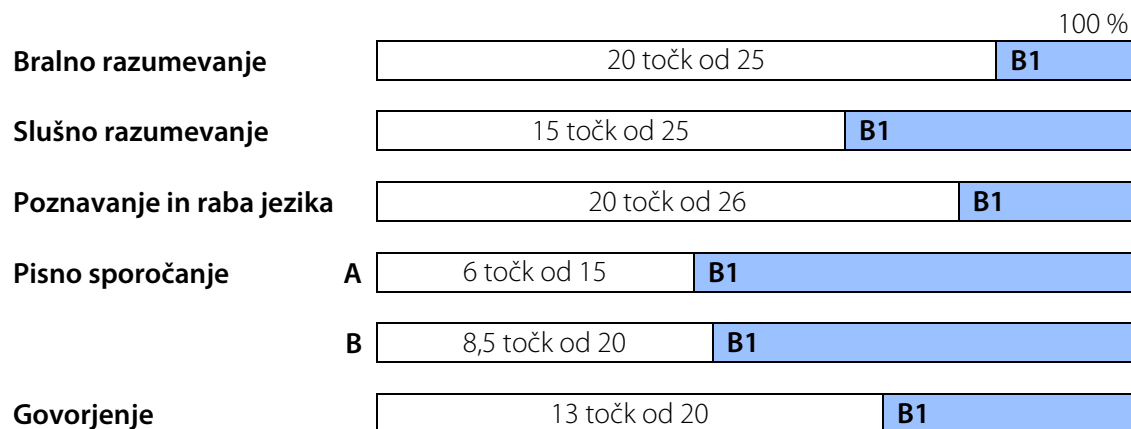 100 %
Bralno razumevanje 20 točk od 25 B1
Slušno razumevanje 15 točk od 25 B1
Poznavanje in raba jezika 20 točk od 26 B1
Pisno sporočanje A 6 točk od 15 B1
B 8,5 točk od 20 B1
Govorjenje 13 točk od 20 B1